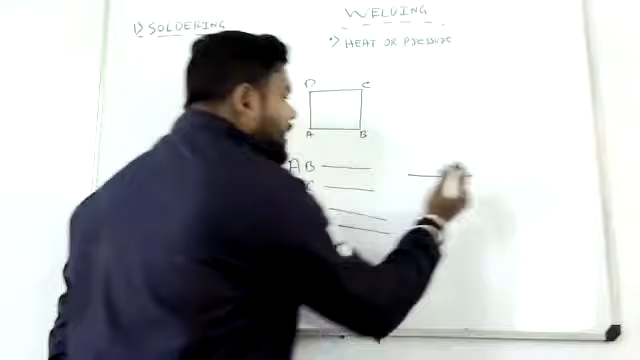 1) SOLDERING
WELDING
•) HEAT OR PRESSURE
D C
A B
AB
C